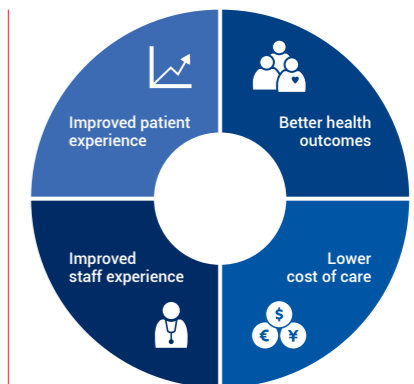 Improved patient
experience
Better health
outcomes
Improved
staff experience
Lower
cost of care
$
€ ¥